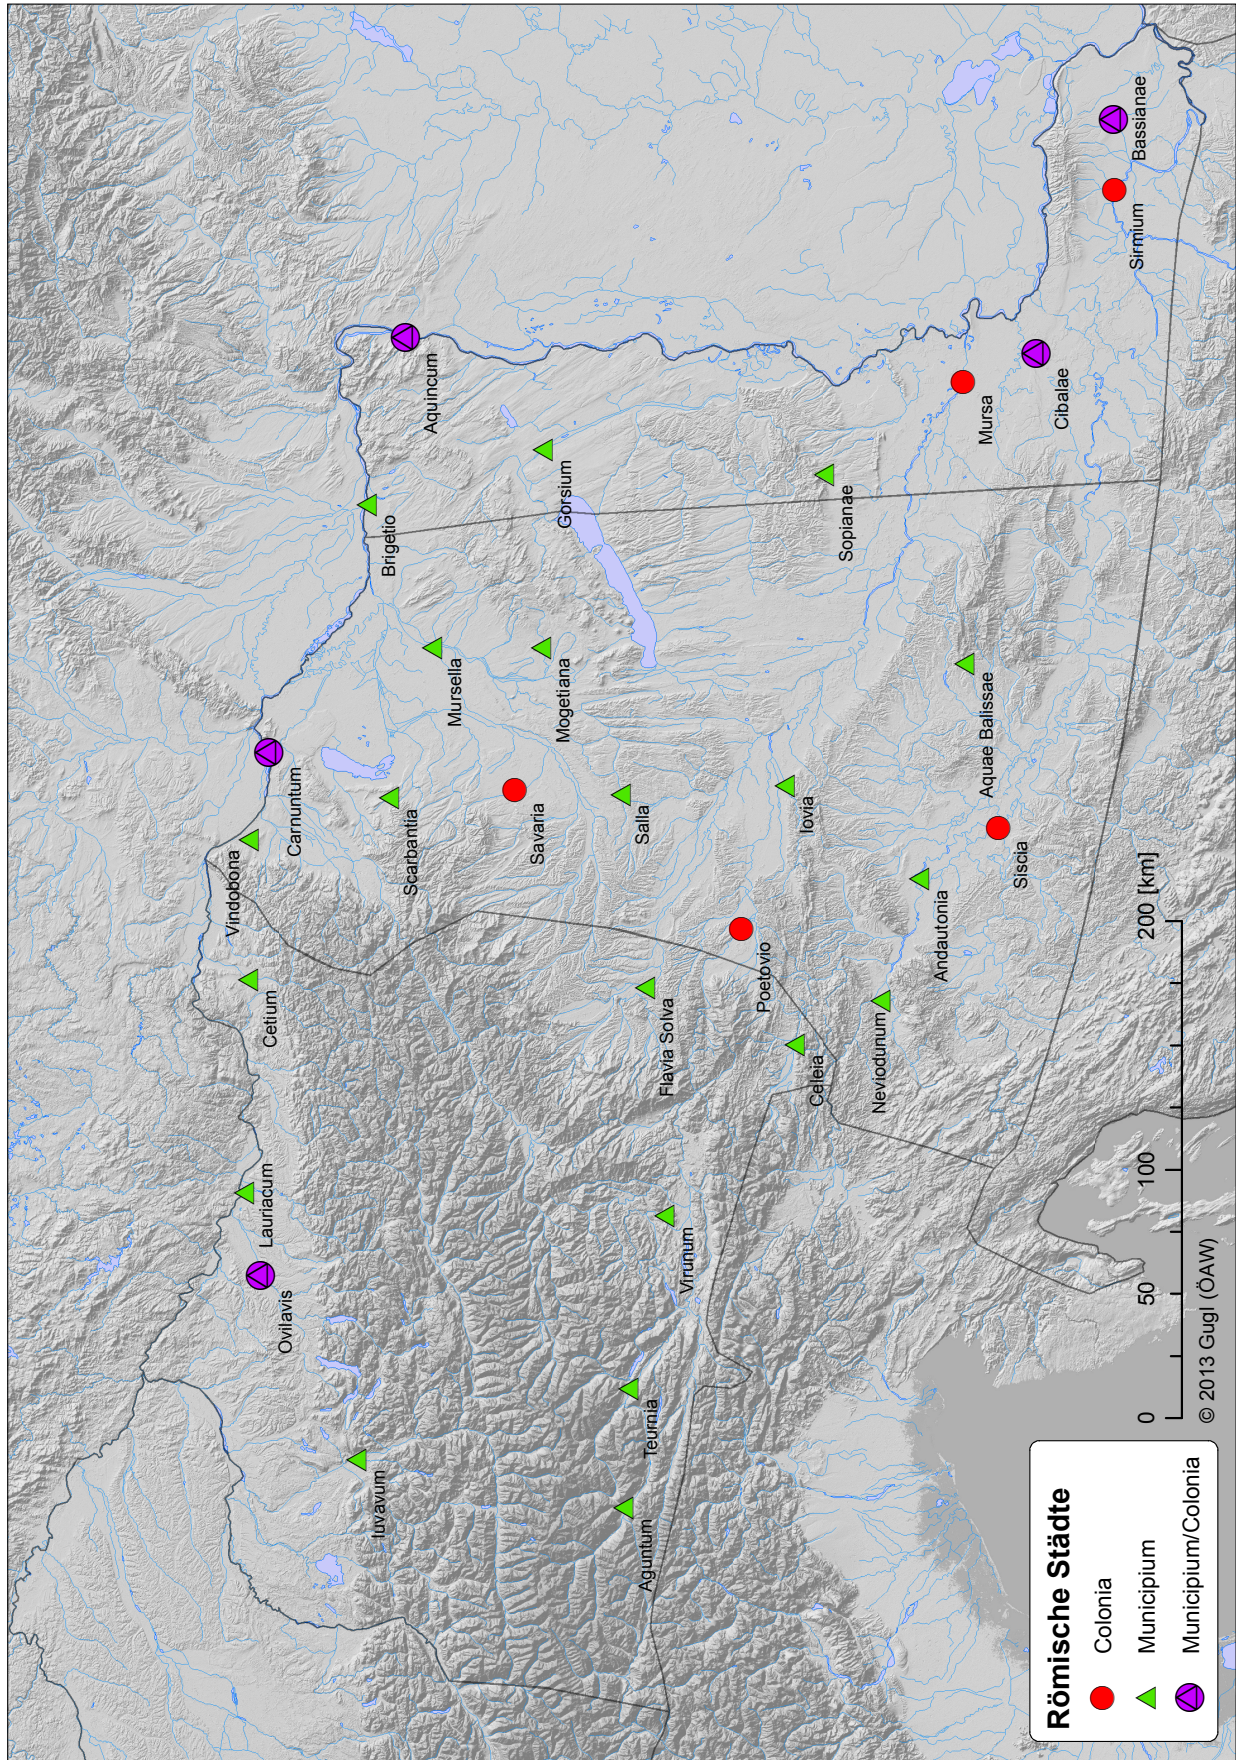 Ovilavis
Lauriacum
Cetium
Vindobona
Carnuntum
Iuvavum
Scarbantia
Brigetio
Aquincum
Mursella
Savaria
Mogetiana
Gorsium
Aguntum
Teurnia
Virunum
Flavia Solva
Salla
Poetovio
Celeia
Iovia
Sopianae
Neviodunum
Andautonia
Siscia
Aquae Balissae
Mursa
Cibalae
Sirmium
Bassianae
Römische Städte
Colonia
Municipium
Municipium/Colonia
0
50
100
200 [km]
© 2013 Gugl (ÖAW)